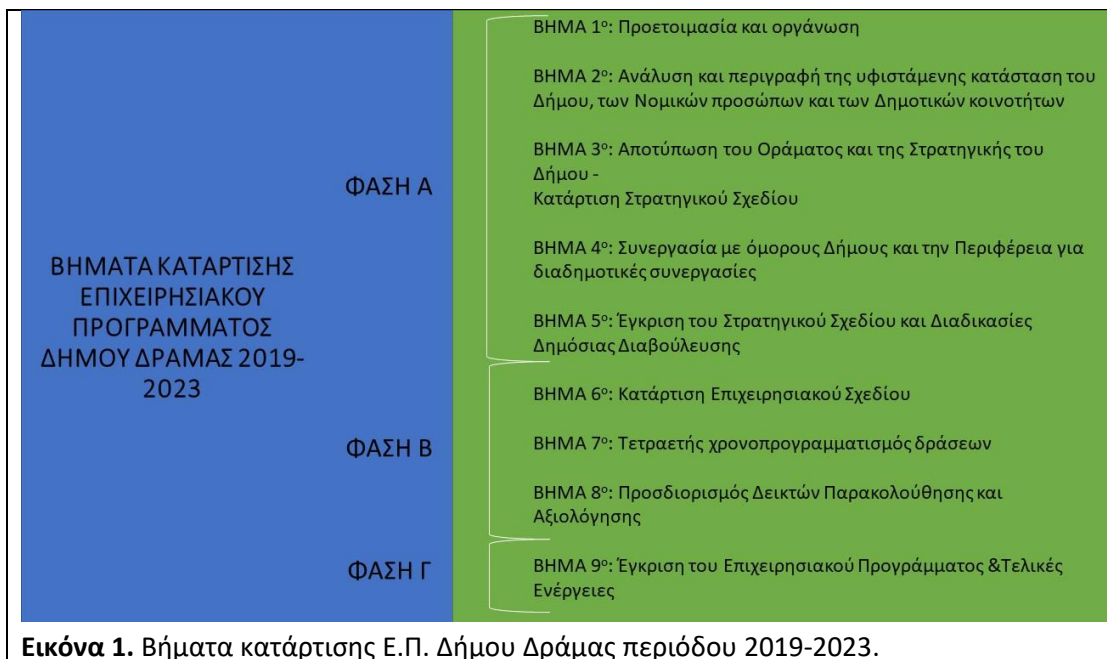 ΒΗΜΑΤΑ ΚΑΤΑΡΤΙΣΗΣ
ΕΠΙΧΕΙΡΗΣΙΑΚΟΥ
ΠΡΟΓΡΑΜΜΑΤΟΣ
ΔΗΜΟΥ ΔΡΑΜΑΣ 2019-
2023
ΦΑΣΗ Α
ΒΗΜΑ 1ο: Προετοιμασία και οργάνωση
ΒΗΜΑ 2ο: Ανάλυση και περιγραφή της υφιστάμενης κατάσταση του
Δήμου, των Νομικών προσώπων και των Δημοτικών κοινοτήτων
ΒΗΜΑ 3ο: Αποτύπωση του Οράματος και της Στρατηγικής του
Δήμου -
Κατάρτιση Στρατηγικού Σχεδίου
ΒΗΜΑ 4ο: Συνεργασία με όμορους Δήμους και την Περιφέρεια για
διαδημοτικές συνεργασίες
ΒΗΜΑ 5ο: Έγκριση του Στρατηγικού Σχεδίου και Διαδικασίες
Δημόσιας Διαβούλευσης
ΦΑΣΗ Β
ΒΗΜΑ 6ο: Κατάρτιση Επιχειρησιακού Σχεδίου
ΒΗΜΑ 7ο: Τετραετής χρονοπρογραμματισμός δράσεων
ΒΗΜΑ 8ο: Προσδιορισμός Δεικτών Παρακολούθησης και
Αξιολόγησης
ΦΑΣΗ Γ
ΒΗΜΑ 9ο: Έγκριση του Επιχειρησιακού Προγράμματος &Τελικές
Ενέργειες
Εικόνα 1. Βήματα κατάρτισης Ε.Π. Δήμου Δράμας περιόδου 2019-2023.